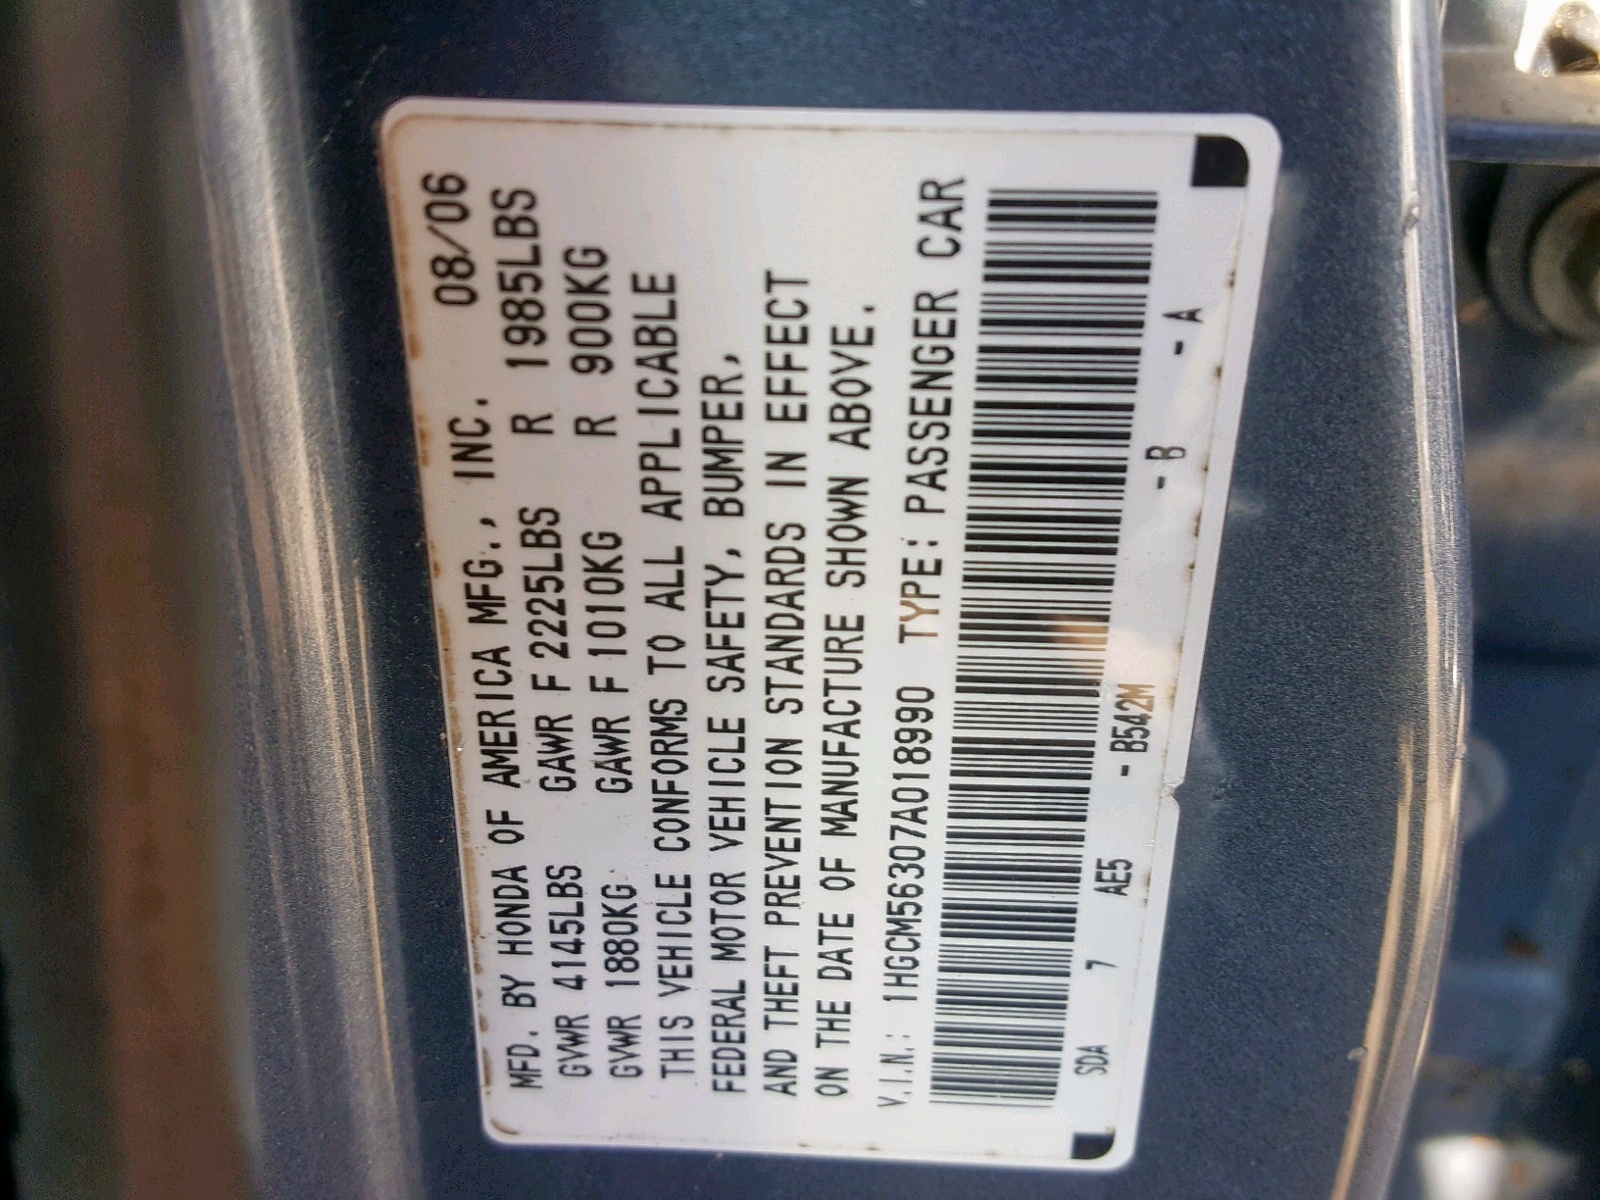 MFD. BY HONDA OF AMERICA MFG., INC. 08/06
GVWR 4145LBS GAWR F 2225LBS R 1985LBS
GVWR 1880KG GAWR F 1010KG R 900KG
THIS VEHICLE CONFORMS TO ALL APPLICABLE
FEDERAL MOTOR VEHICLE SAFETY, BUMPER,
AND THEFT PREVENTION STANDARDS IN EFFECT
ON THE DATE OF MANUFACTURE SHOWN ABOVE.
V.I.N.: 1HGCM56307A018990 TYPE: PASSENGER CAR
SDA 7 AE5 - B542M - B - A